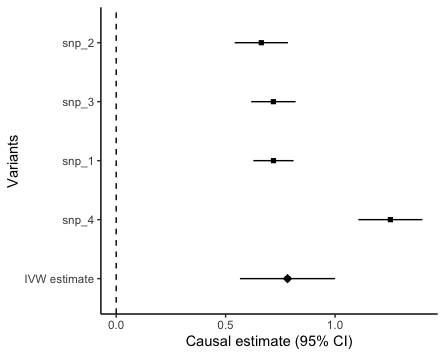 snp_2
snp_3
snp_1
snp_4
IVW estimate
Variants
0.0 0.5 1.0
Causal estimate (95% CI)